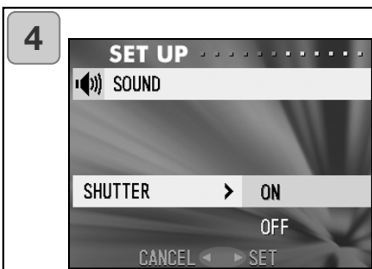 4
SET UP
SOUND
SHUTTER > ON
OFF
CANCEL ◄ ► SET